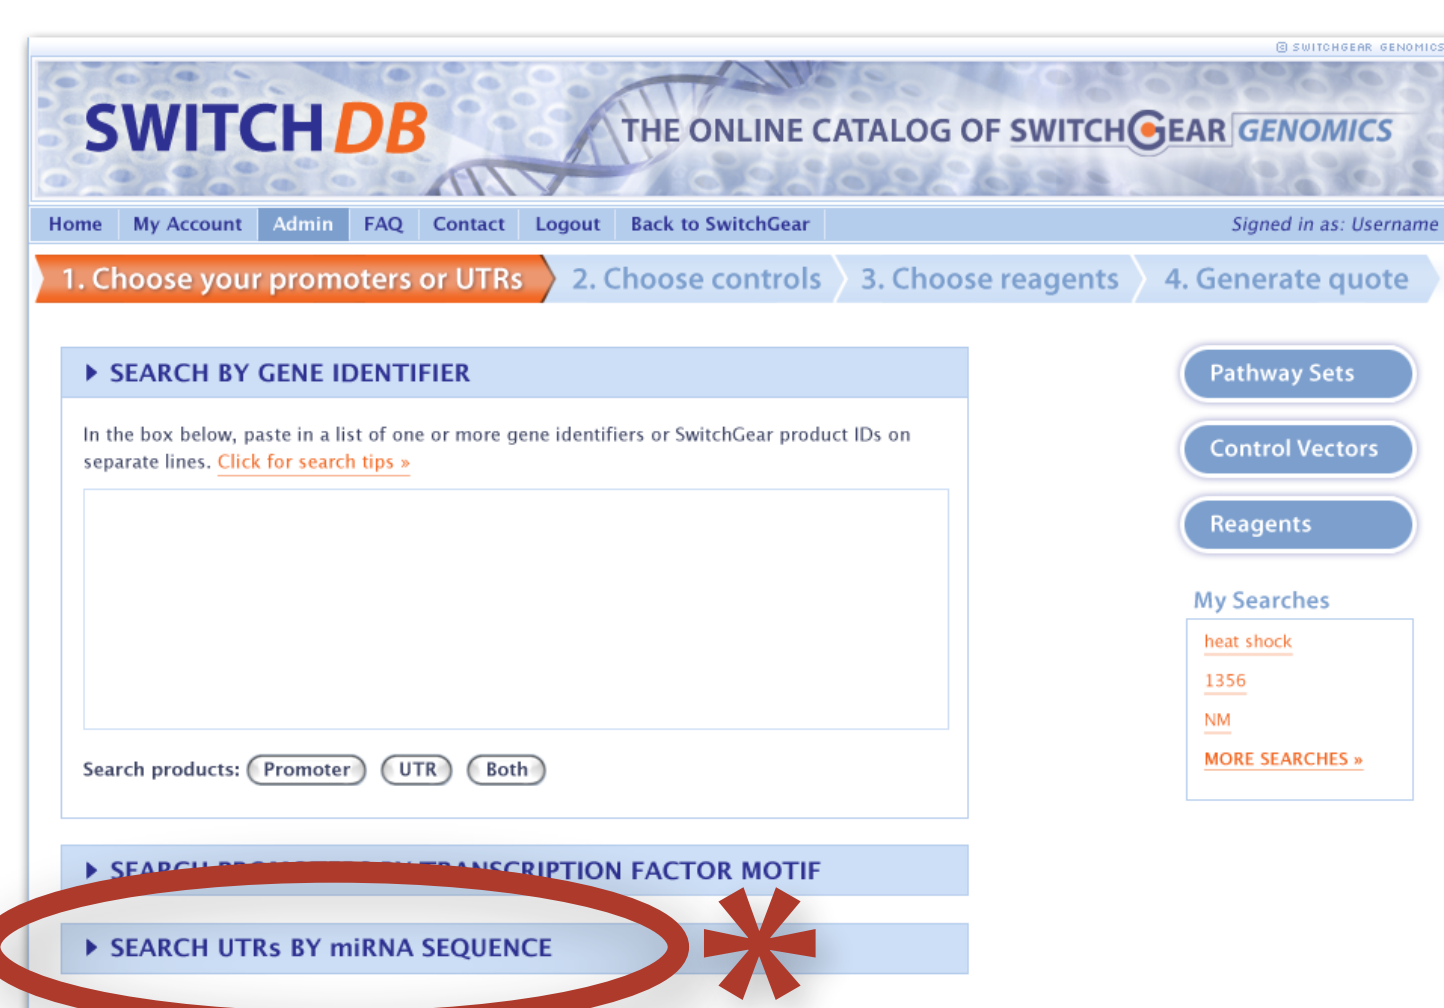 SWITCHGEAR GENOMICS
SWITCH DB
THE ONLINE CATALOG OF SWITCHGEAR GENOMICS
Home My Account Admin FAQ Contact Logout Back to SwitchGear Signed in as: Username
1. Choose your promoters or UTRs 2. Choose controls 3. Choose reagents 4. Generate quote
SEARCH BY GENE IDENTIFIER
In the box below, paste in a list of one or more gene identifiers or SwitchGear product IDs on
separate lines. Click for search tips »
Search products: Promoter UTR Both
SEARCH TRANSCRIPTION FACTOR MOTIF
SEARCH UTRs BY miRNA SEQUENCE
Pathway Sets
Control Vectors
Reagents
My Searches
heat shock
1356
NM
MORE SEARCHES »